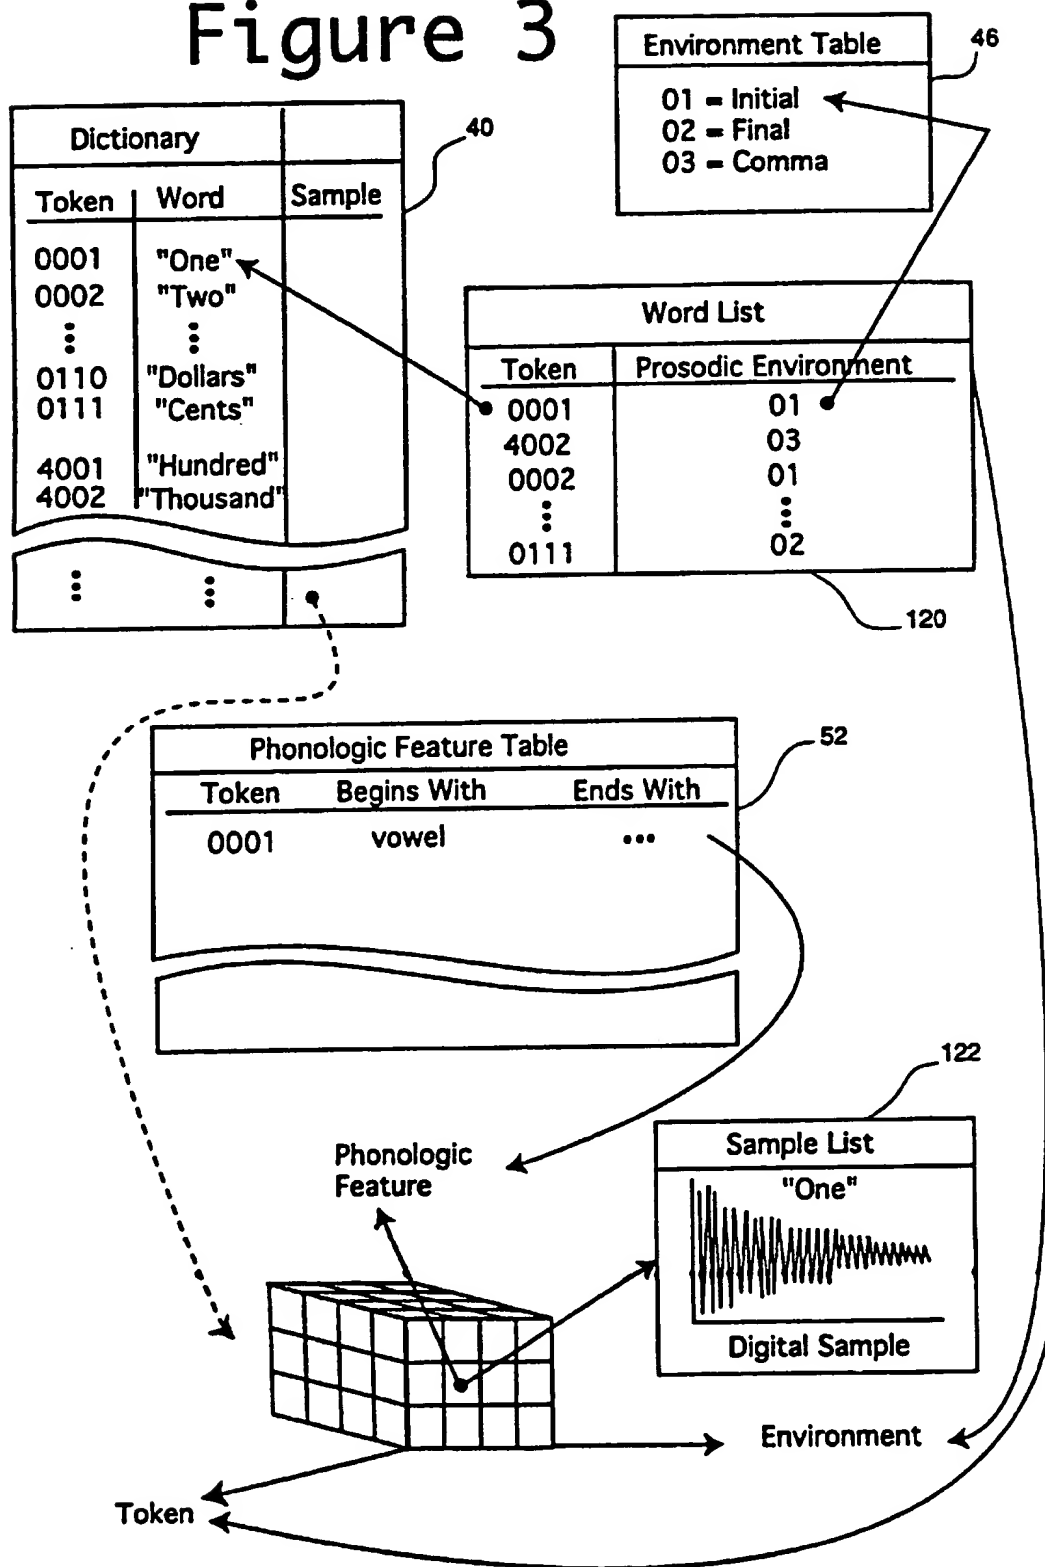 Figure 3
Environment Table
46
01 = Initial
02 = Final
03 = Comma
Dictionary
40
Token Word Sample
0001 "One"
0002 "Two"
0110 "Dollars"
0111 "Cents"
4001 "Hundred"
4002 "Thousand"
Word List
Token Prosodic Environment
0001 01
4002 03
0002 01
0111 02
120
Phonologic Feature Table
52
Token Begins With Ends With
0001 vowel •••
122
Sample List
"One"
Digital Sample
Phonologic
Feature
Environment
Token